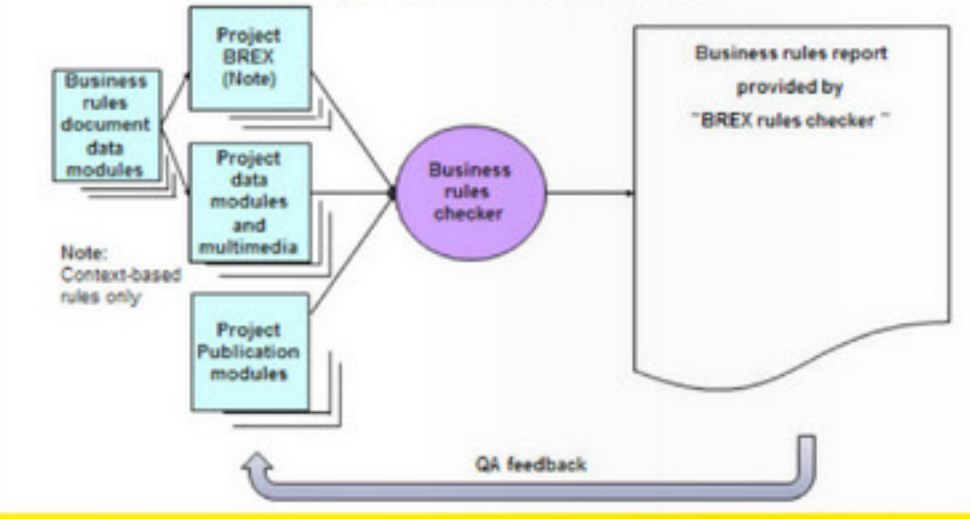 Project
BREX
(Note)
Business
rules
document
data
modules
Project
data
modules
and
multimedia
Note:
Context-based
rules only
Project
Publication
modules
Business
rules
checker
Business rules report
provided by
"BREX rules checker "
QA feedback